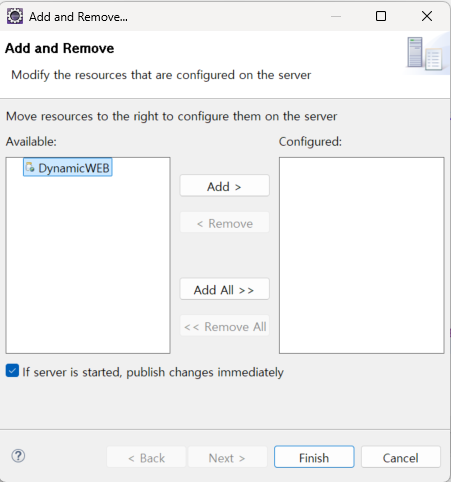 Add and Remove...
Add and Remove
Modify the resources that are configured on the server
Move resources to the right to configure them on the server
Available:
Configured:
DynamicWEB
Add >
< Remove
Add All >>
<< Remove All
If server is started, publish changes immediately
?
< Back
Next >
Finish
Cancel